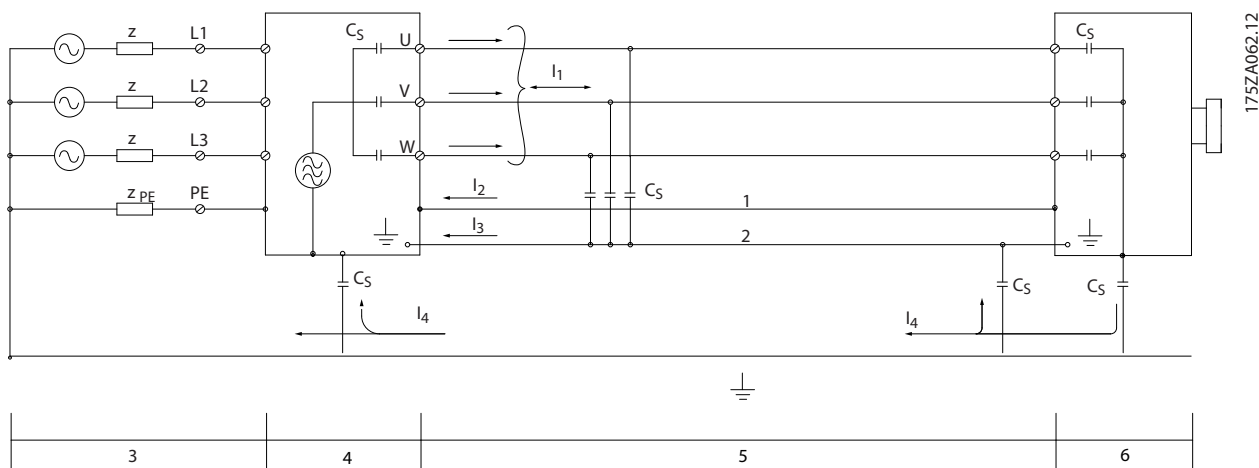 z L1
C_S U
I_1
C_S
z L2
V
z L3
W
z_PE PE
I_2
C_S
1
I_3
2
C_S
I_4
I_4
C_S
C_S
3
4
5
6
175ZA062.12